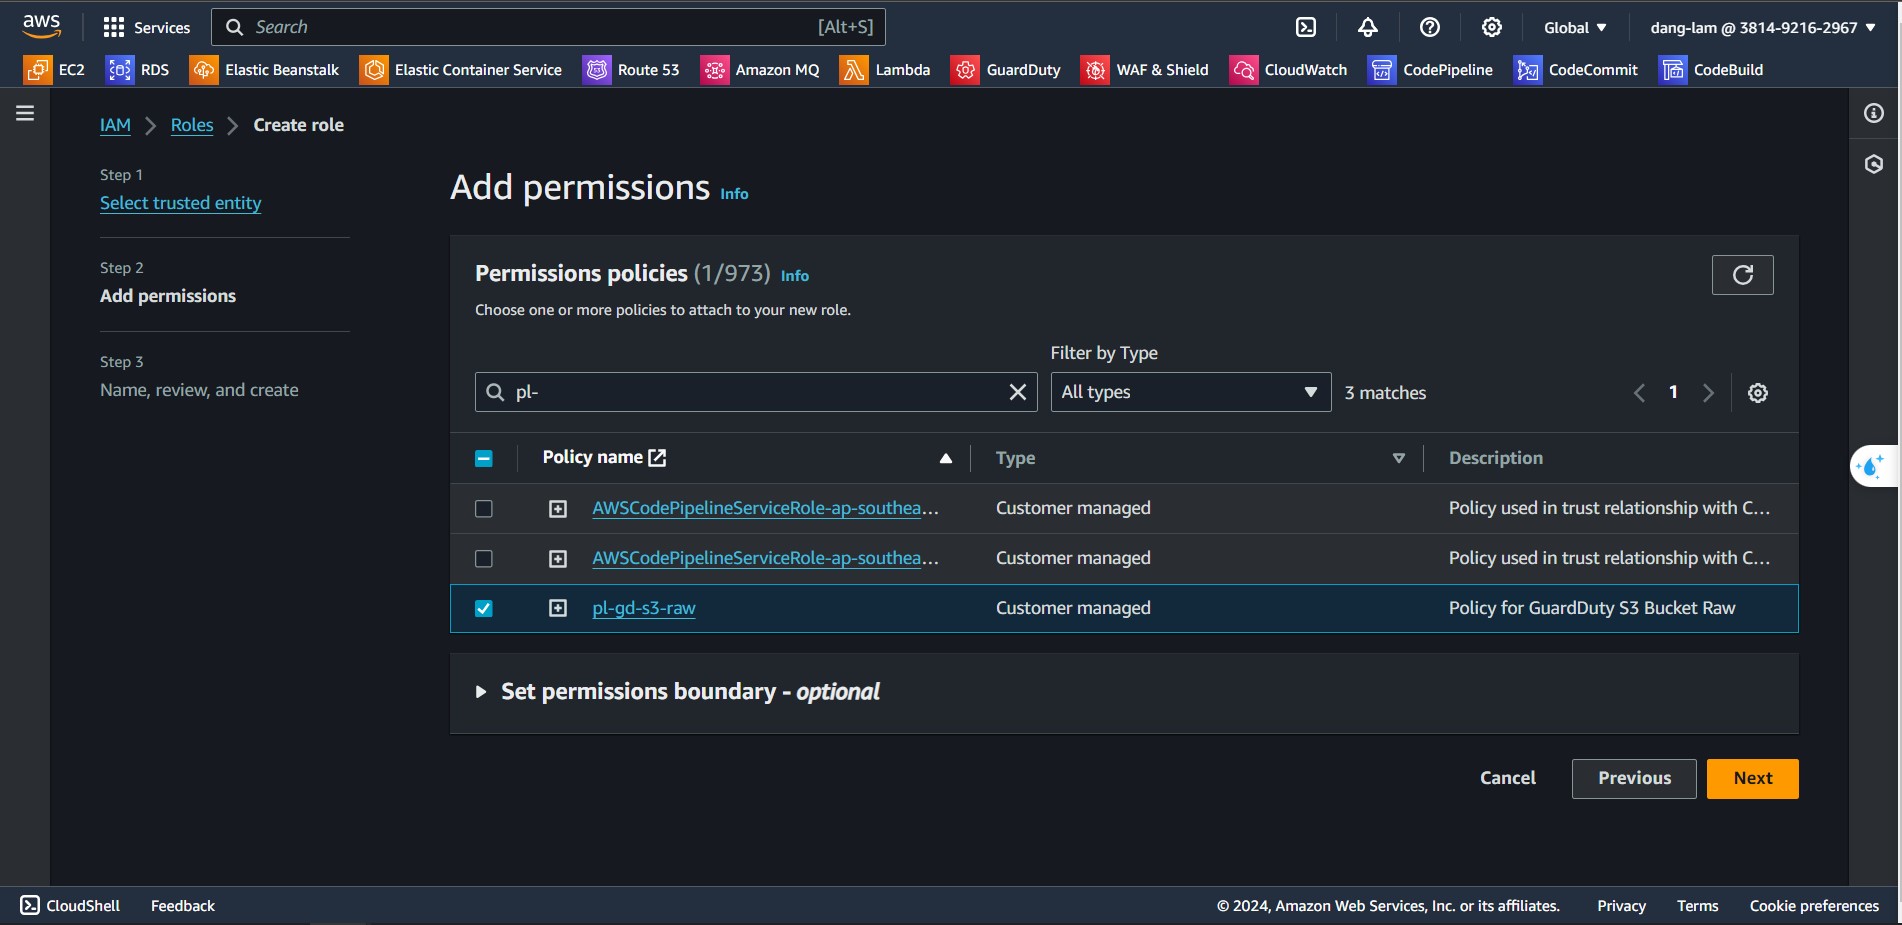 aws
Services
Search [Alt+S]
Global
dang-lam @ 3814-9216-2967
EC2 RDS Elastic Beanstalk Elastic Container Service Route 53 Amazon MQ Lambda GuardDuty WAF & Shield CloudWatch CodePipeline CodeCommit CodeBuild
IAM Roles Create role
Step 1
Select trusted entity
Step 2
Add permissions
Step 3
Name, review, and create
Add permissions Info
Permissions policies (1/973) Info
Choose one or more policies to attach to your new role.
Filter by Type
pl-
All types
3 matches
1
Policy name Type Description
AWSCodePipelineServiceRole-ap-southea... Customer managed Policy used in trust relationship with C...
AWSCodePipelineServiceRole-ap-southea... Customer managed Policy used in trust relationship with C...
pl-gd-s3-raw Customer managed Policy for GuardDuty S3 Bucket Raw
Set permissions boundary - optional
Cancel Previous Next
CloudShell Feedback © 2024, Amazon Web Services, Inc. or its affiliates. Privacy Terms Cookie preferences